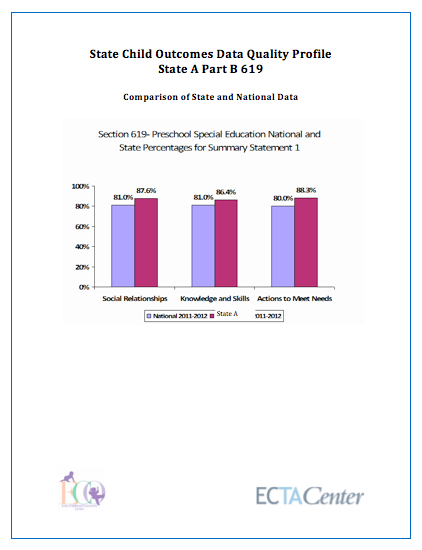 State Child Outcomes Data Quality Profile
State A Part B 619
Comparison of State and National Data
Section 619- Preschool Special Education National and
State Percentages for Summary Statement 1
100%
80%
60%
40%
20%
0%
81.0% 87.6% 81.0% 86.4% 80.0% 88.3%
Social Relationships Knowledge and Skills Actions to Meet Needs
National 2011-2012 State A 2011-2012
ECO
ECTACenter